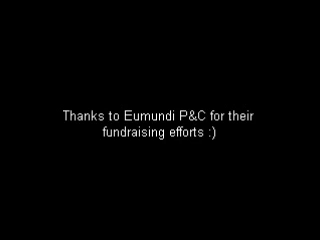 Thanks to Eumundi P&C for their
fundraising efforts :)